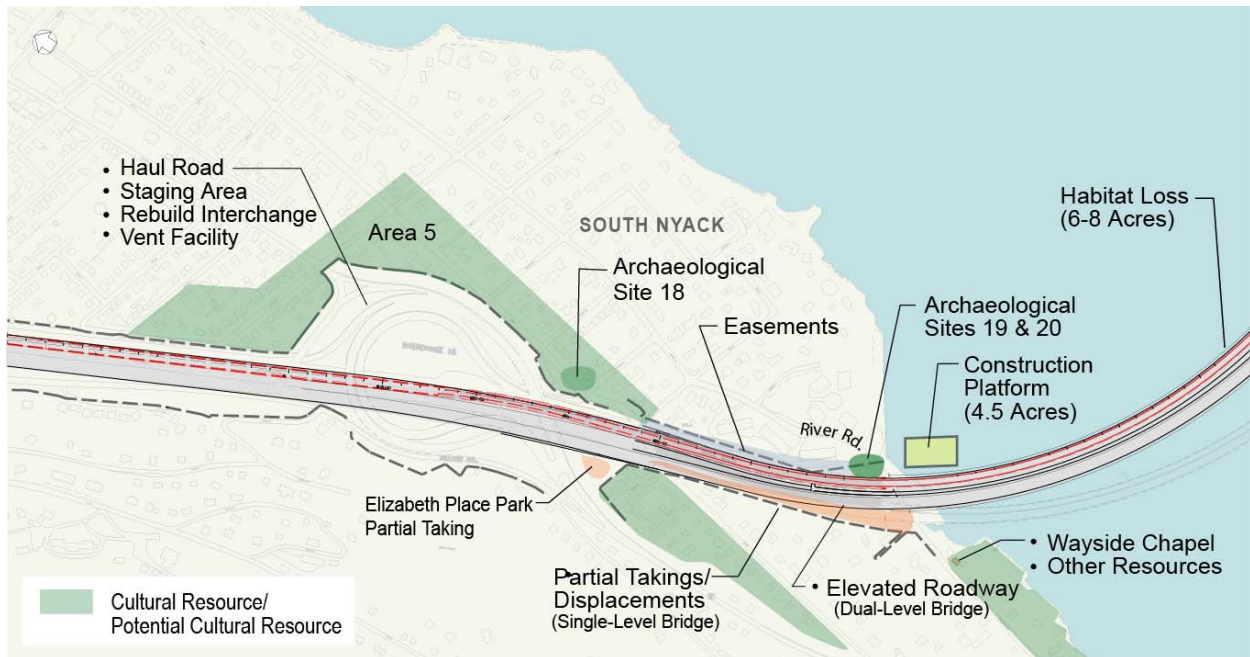 • Haul Road
• Staging Area
• Rebuild Interchange
• Vent Facility
Area 5
SOUTH NYACK
Archaeological
Site 18
Easements
Habitat Loss
(6-8 Acres)
Archaeological
Sites 19 & 20
Construction
Platform
(4.5 Acres)
River Rd.
Elizabeth Place Park
Partial Taking
Partial Takings/
Displacements
(Single-Level Bridge)
• Elevated Roadway
(Dual-Level Bridge)
• Wayside Chapel
• Other Resources
Cultural Resource/
Potential Cultural Resource